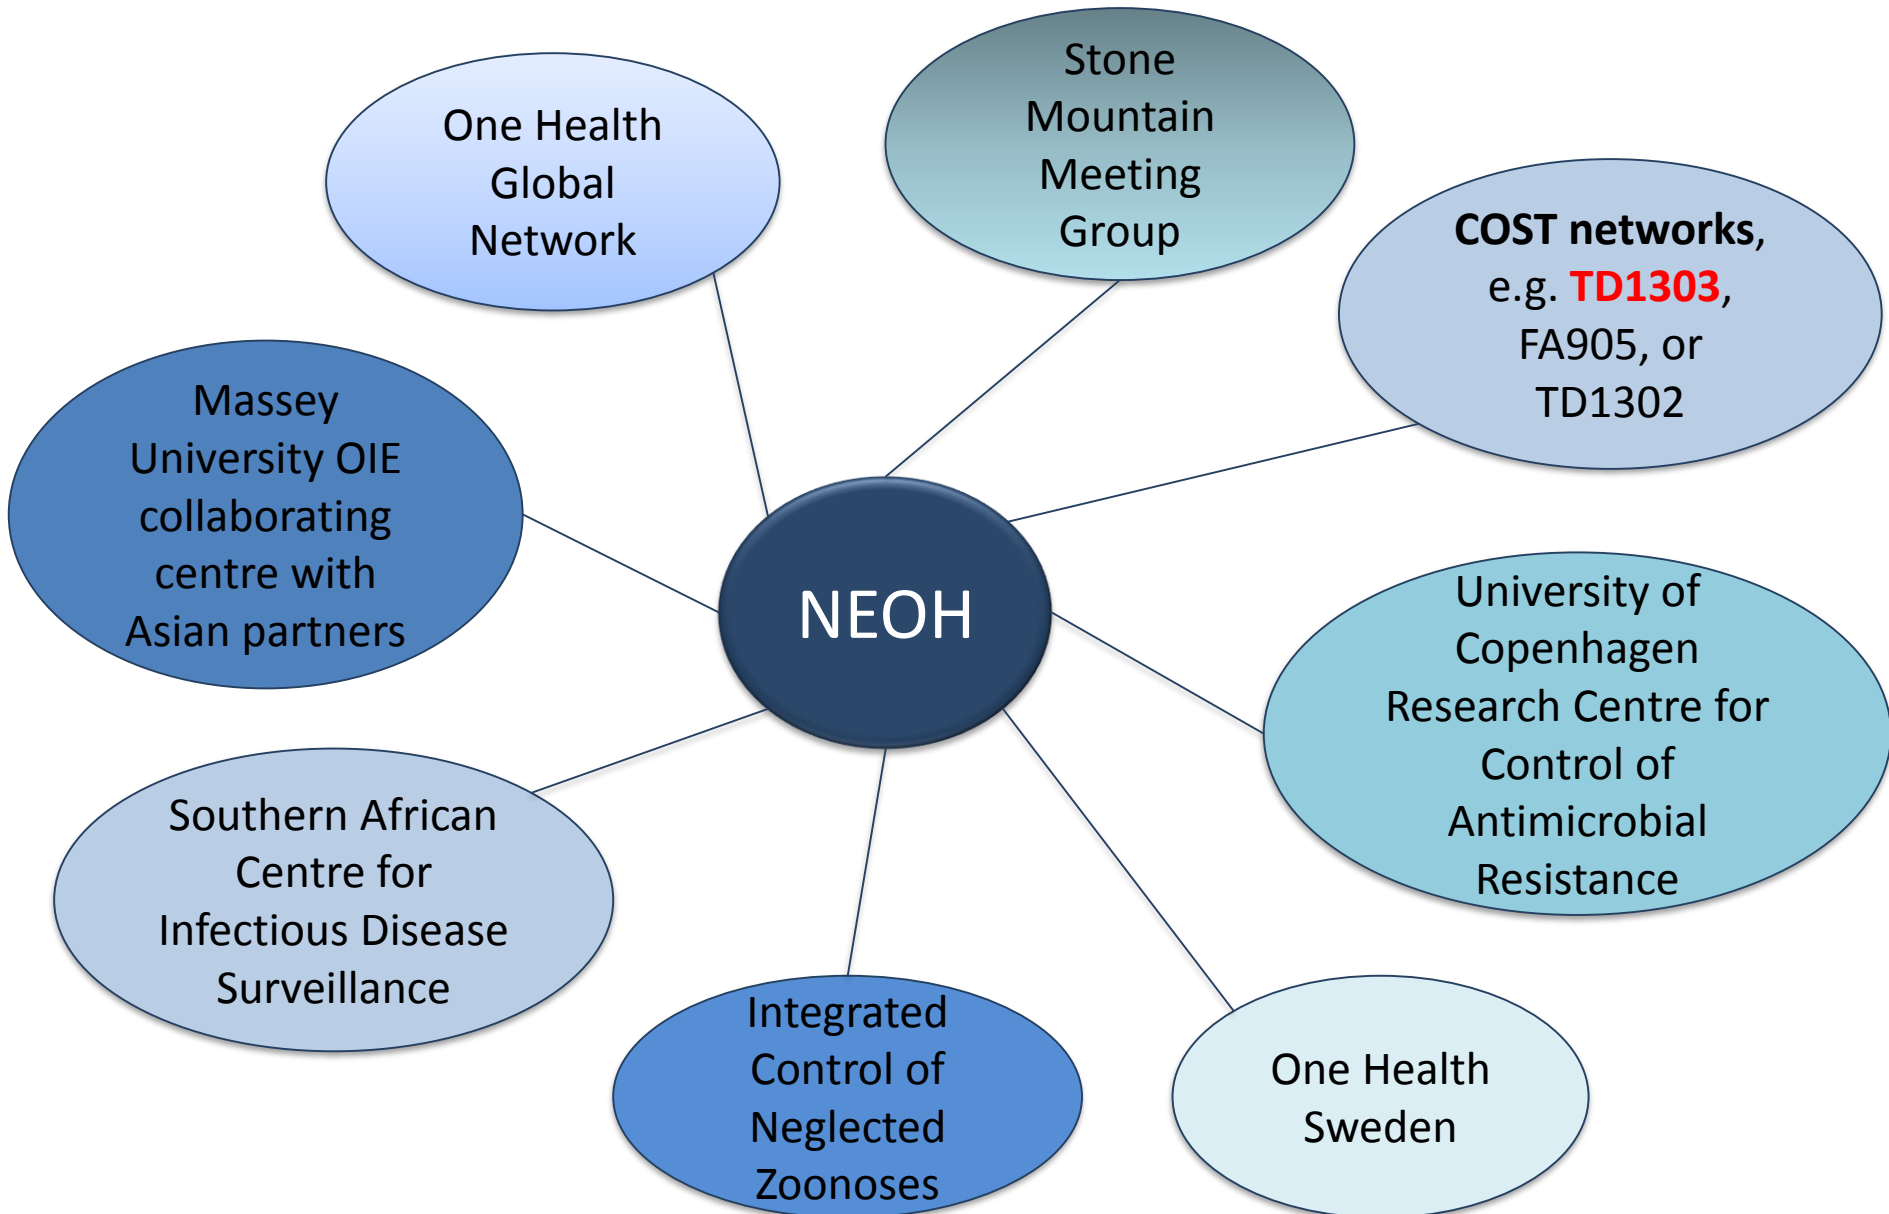 One Health
Global
Network
Stone
Mountain
Meeting
Group
COST networks,
e.g. TD1303,
FA905, or
TD1302
Massey
University OIE
collaborating
centre with
Asian partners
NEOH
University of
Copenhagen
Research Centre for
Control of
Antimicrobial
Resistance
Southern African
Centre for
Infectious Disease
Surveillance
Integrated
Control of
Neglected
Zoonoses
One Health
Sweden